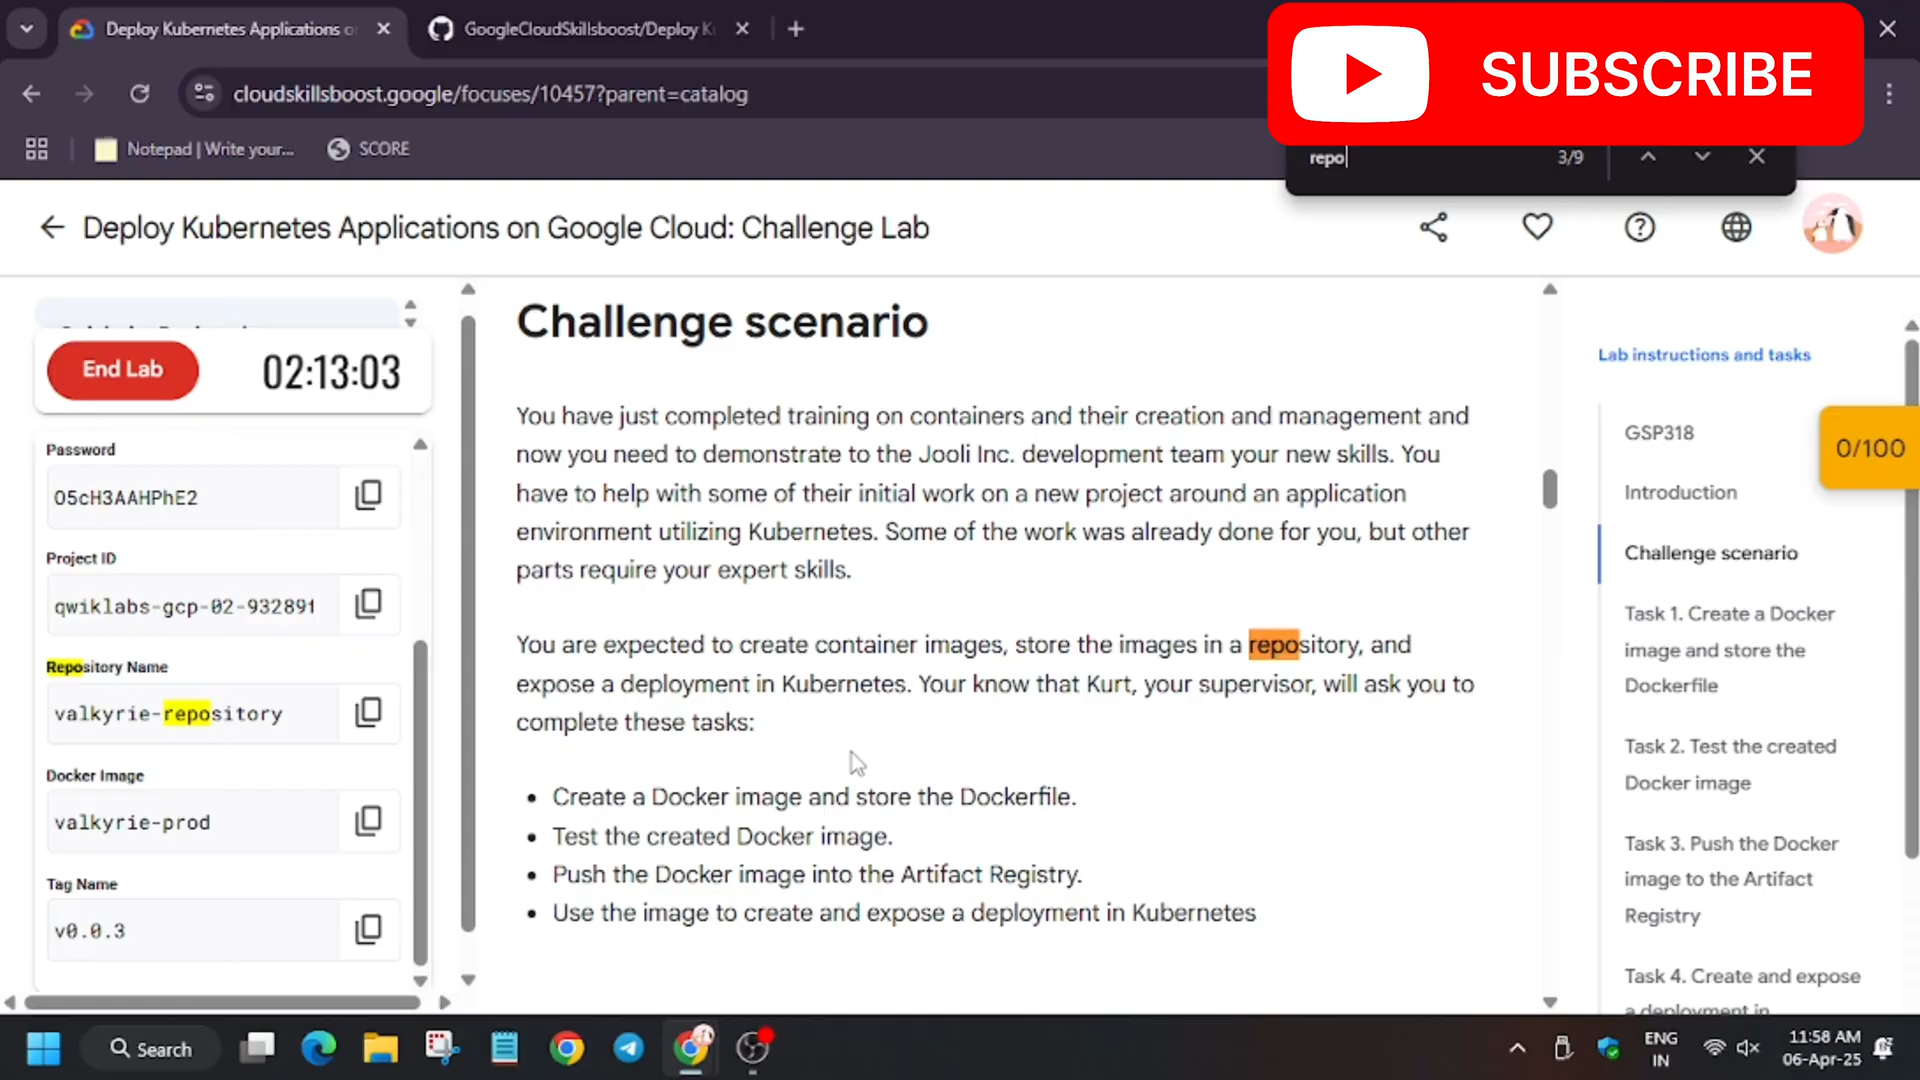 Deploy Kubernetes Applications o
GoogleCloudSkillsboost/Deploy K
SUBSCRIBE
cloudskillsboost.google/focuses/10457?parent=catalog
Notepad | Write your...
SCORE
repo
3/9
Deploy Kubernetes Applications on Google Cloud: Challenge Lab
End Lab
02:13:03
Password
O5cH3AAHPhE2
Project ID
qwiklabs-gcp-02-93289f
Repository Name
valkyrie-repository
Docker Image
valkyrie-prod
Tag Name
v0.0.3
Challenge scenario
You have just completed training on containers and their creation and management and
now you need to demonstrate to the Jooli Inc. development team your new skills. You
have to help with some of their initial work on a new project around an application
environment utilizing Kubernetes. Some of the work was already done for you, but other
parts require your expert skills.
You are expected to create container images, store the images in a repository, and
expose a deployment in Kubernetes. Your know that Kurt, your supervisor, will ask you to
complete these tasks:
Create a Docker image and store the Dockerfile.
Test the created Docker image.
Push the Docker image into the Artifact Registry.
Use the image to create and expose a deployment in Kubernetes
Lab instructions and tasks
GSP318
0/100
Introduction
Challenge scenario
Task 1. Create a Docker
image and store the
Dockerfile
Task 2. Test the created
Docker image
Task 3. Push the Docker
image to the Artifact
Registry
Task 4. Create and expose
a deployment in
Search
ENG
IN
11:58 AM
06-Apr-25